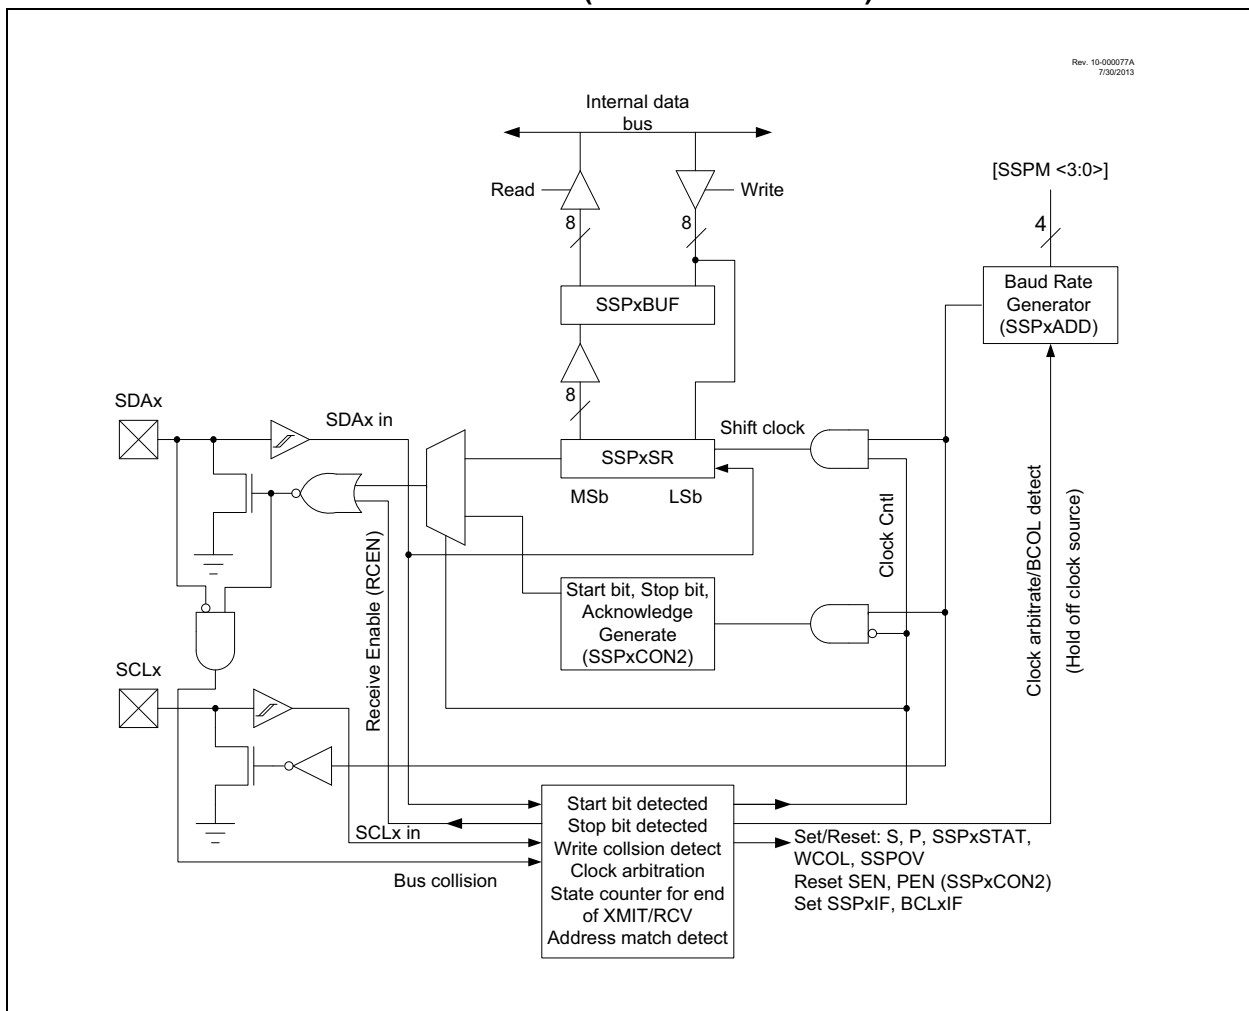 Rev. 10-000077A
7/30/2013
Internal data
bus
[SSPM <3:0>]
Read
Write
8
8
4
Baud Rate
Generator
(SSPxADD)
SSPxBUF
8
SDAx
SDAx in
Shift clock
SSPxSR
MSb
LSb
Receive Enable (RCEN)
Clock Cntl
Clock arbitrate/BCOL detect
(Hold off clock source)
Start bit, Stop bit,
Acknowledge
Generate
(SSPxCON2)
SCLx
SCLx in
Bus collision
Start bit detected
Stop bit detected
Write collsion detect
Clock arbitration
State counter for end
of XMIT/RCV
Address match detect
Set/Reset: S, P, SSPxSTAT,
WCOL, SSPOV
Reset SEN, PEN (SSPxCON2)
Set SSPxIF, BCLxIF